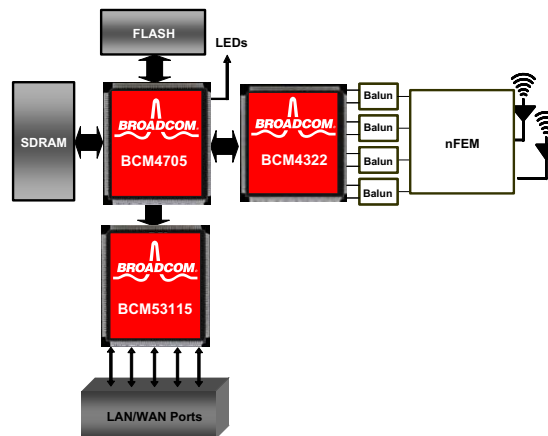 FLASH
LEDs
SDRAM
BROADCOM.
BCM4705
BROADCOM.
BCM4322
Balun
Balun
Balun
Balun
nFEM
BROADCOM.
BCM53115
LAN/WAN Ports